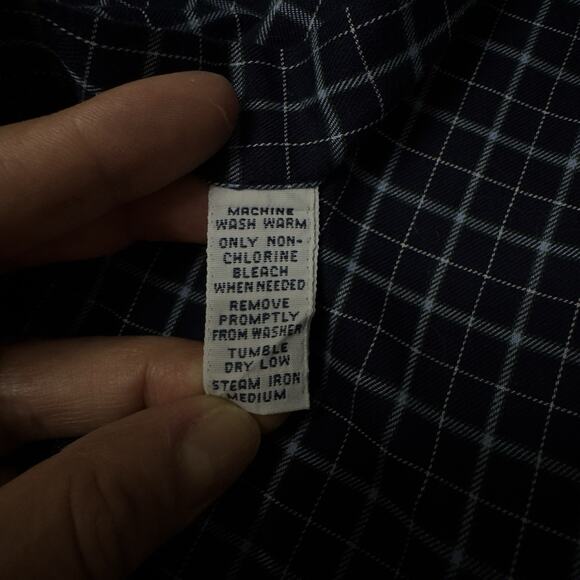 MACHINE
WASH WARM
ONLY NON-
CHLORINE
BLEACH
WHEN NEEDED
REMOVE
PROMPTLY
FROM WASHER
TUMBLE
DRY LOW
STEAM IRON
MEDIUM